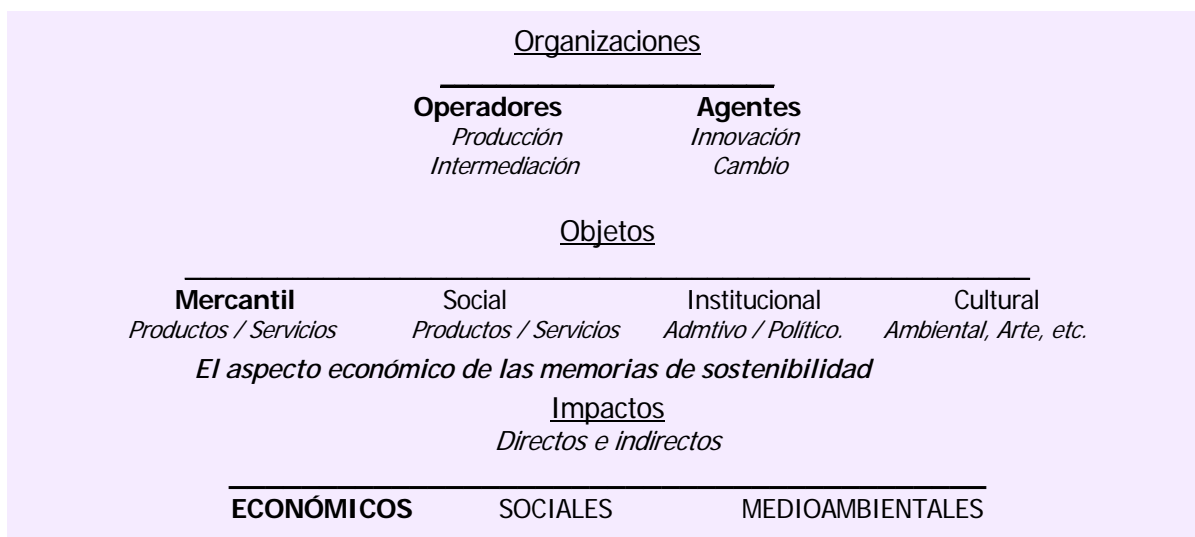 Organizaciones
Operadores Agentes
Producción Innovación
Intermediación Cambio
Objetos
Mercantil Social Institucional Cultural
Productos / Servicios Productos / Servicios Admtivo / Político. Ambiental, Arte, etc.
El aspecto económico de las memorias de sostenibilidad
Impactos
Directos e indirectos
ECONÓMICOS SOCIALES MEDIOAMBIENTALES